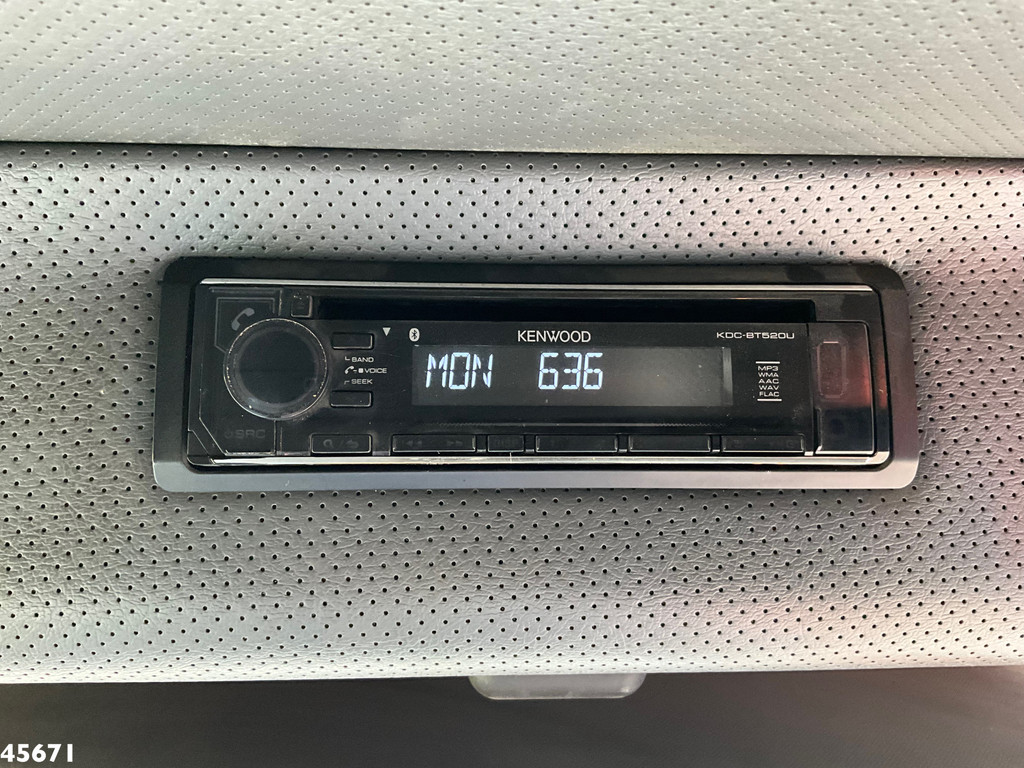 KENWOOD KDC-BT520U
MON 636
BAND
VOICE
SEEK
SRC
MP3
WMA
AAC
WAV
FLAC
45671